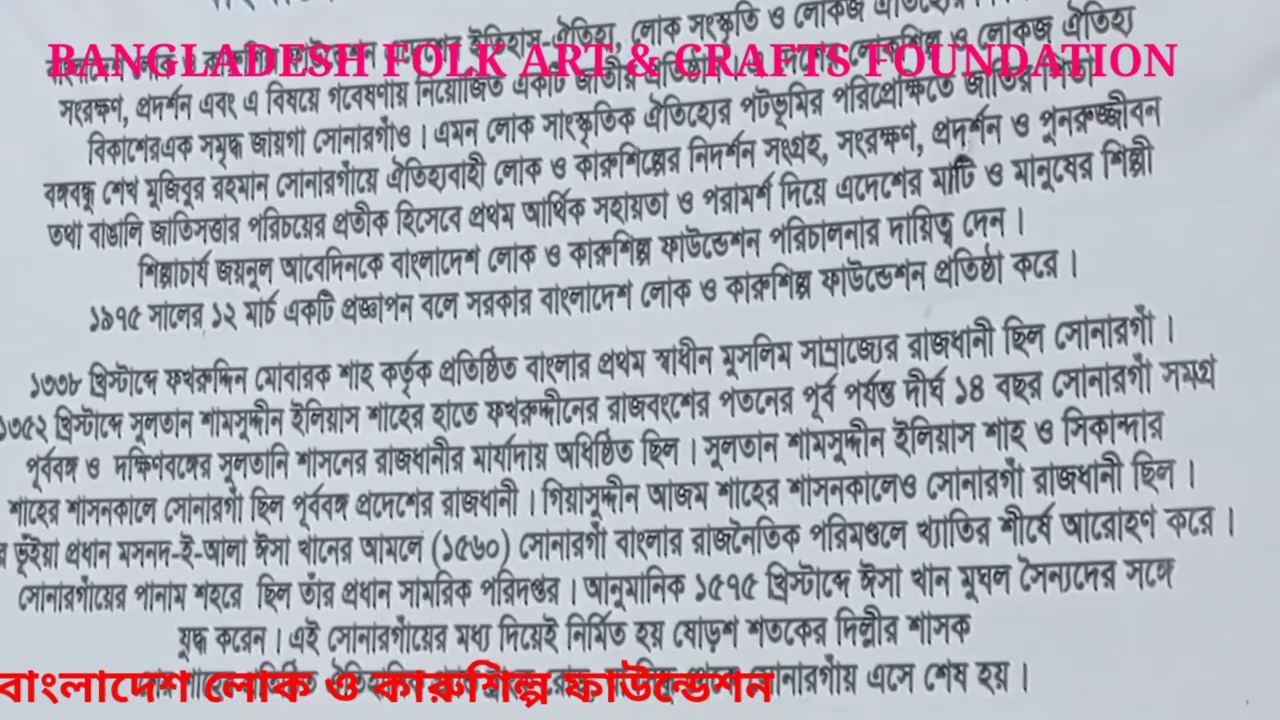 ইতিহাস-ঐতিহ্য, লোক সংস্কৃতি ও লোকজ
BANGLADESH FOLK ART & CRAFTS FOUNDATION
সংরক্ষণ, প্রদর্শন এবং এ বিষয়ে গবেষণায় নিয়োজিত একটি জাতীয়
বিকাশেরএক সমৃদ্ধ জায়গা সোনারগাঁও । এমন লোক সাংস্কৃতিক ঐতিহ্যের পটভূমির পরিপ্রেক্ষিতে জাতির পিতা
বঙ্গবন্ধু শেখ মুজিবুর রহমান সোনারগাঁয়ে ঐতিহ্যবাহী লোক ও কারুশিল্পের নিদর্শন সংগ্রহ, সংরক্ষণ, প্রদর্শন ও পুনরুজ্জীবন
তথা বাঙালি জাতিসত্তার পরিচয়ের প্রতীক হিসেবে প্রথম আর্থিক সহায়তা ও পরামর্শ দিয়ে এদেশের মাটি ও মানুষের শিল্পী
শিল্পাচার্য জয়নুল আবেদিনকে বাংলাদেশ লোক ও কারুশিল্প ফাউন্ডেশন পরিচালনার দায়িত্ব দেন ।
১৯৭৫ সালের ১২ মার্চ একটি প্রজ্ঞাপন বলে সরকার বাংলাদেশ লোক ও কারুশিল্প ফাউন্ডেশন প্রতিষ্ঠা করে ।
১৩৩৮ খ্রিস্টাব্দে ফখরুদ্দিন মোবারক শাহ কর্তৃক প্রতিষ্ঠিত বাংলার প্রথম স্বাধীন মুসলিম সাম্রাজ্যের রাজধানী ছিল সোনারগাঁ ।
১৩৫২ খ্রিস্টাব্দে সুলতান শামসুদ্দীন ইলিয়াস শাহের হাতে ফখরুদ্দীনের রাজবংশের পতনের পূর্ব পর্যন্ত দীর্ঘ ১৪ বছর সোনারগাঁ সমগ্র
পূর্ববঙ্গ ও দক্ষিণবঙ্গের সুলতানি শাসনের রাজধানীর মার্যাদায় অধিষ্ঠিত ছিল । সুলতান শামসুদ্দীন ইলিয়াস শাহ ও সিকান্দার
শাহের শাসনকালে সোনারগাঁ ছিল পূর্ববঙ্গ প্রদেশের রাজধানী । গিয়াসুদ্দীন আজম শাহের শাসনকালেও সোনারগাঁ রাজধানী ছিল ।
ভূঁইয়া প্রধান মসনদ-ই-আলা ঈসা খানের আমলে (১৫৬০) সোনারগাঁ বাংলার রাজনৈতিক পরিমণ্ডলে খ্যাতির শীর্ষে আরোহণ করে ।
সোনারগাঁয়ের পানাম শহরে ছিল তাঁর প্রধান সামরিক পরিদপ্তর । আনুমানিক ১৫৭৫ খ্রিস্টাব্দে ঈসা খান মুঘল সৈন্যদের সঙ্গে
যুদ্ধ করেন । এই সোনারগাঁয়ের মধ্য দিয়েই নির্মিত হয় ষোড়শ শতকের দিল্লীর শাসক
সোনারগাঁয় এসে শেষ হয় ।
বাংলাদেশ লোক ও কারুশিল্প ফাউন্ডেশন